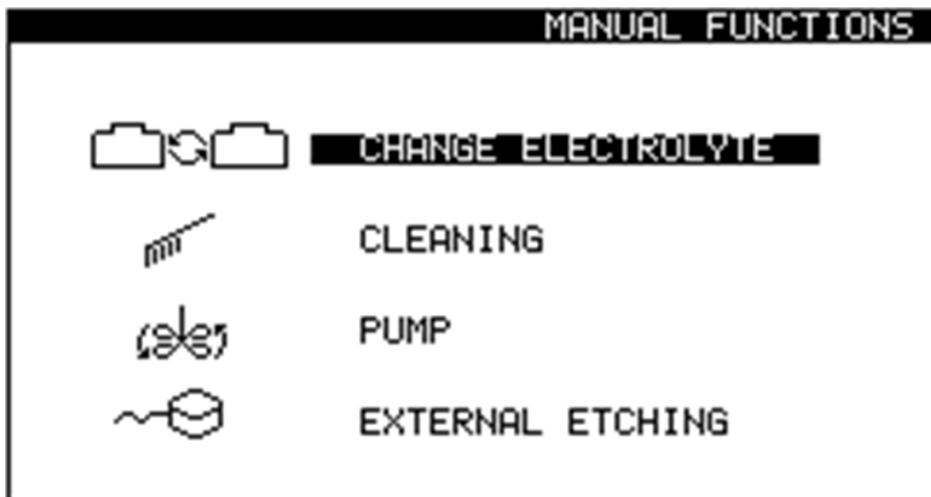 MANUAL FUNCTIONS
CHANGE ELECTROLYTE
CLEANING
PUMP
EXTERNAL ETCHING